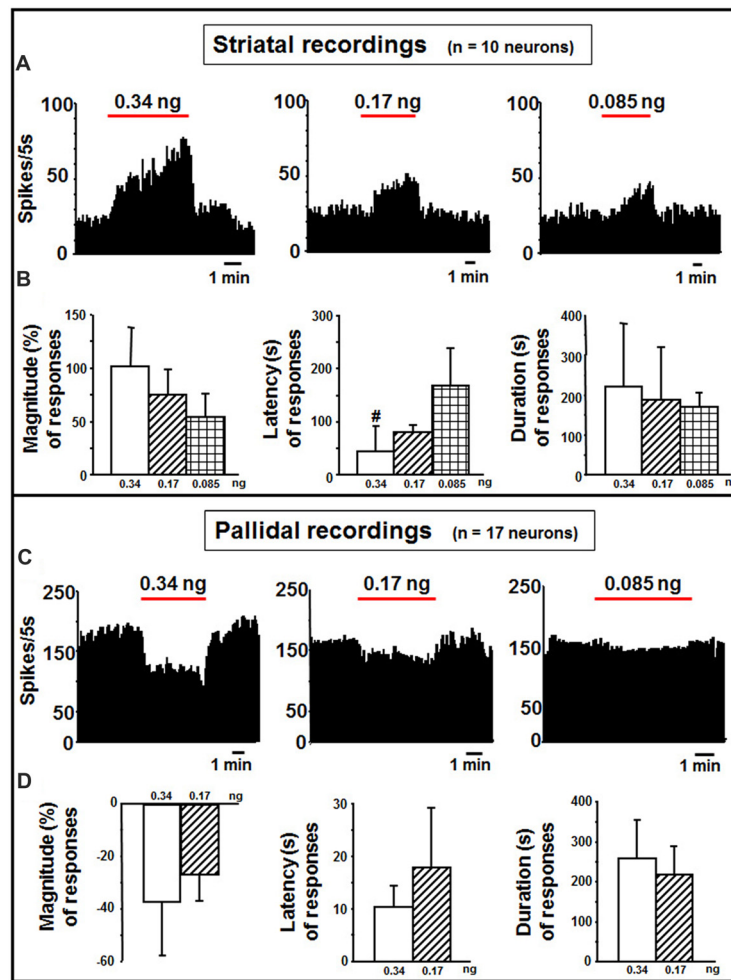 Striatal recordings (n = 10 neurons)
A
0.34 ng
0.17 ng
0.085 ng
Spikes/5s
100
50
0
100
50
0
100
50
0
1 min
1 min
1 min
B
Magnitude (%)
of responses
150
100
50
0
0.34 0.17 0.085 ng
Latency (s)
of responses
300
200
100
0
#
0.34 0.17 0.085 ng
Duration (s)
of responses
400
300
200
100
0
0.34 0.17 0.085 n
Pallidal recordings (n = 17 neurons)
C
0.34 ng
0.17 ng
0.085 ng
Spikes/5s
250
150
50
0
250
150
50
0
250
150
50
0
1 min
1 min
1 min
D
Magnitude (%)
of responses
0.34 0.17 ng
0
-20
-40
-60
Latency (s)
of responses
30
20
10
0
0.34 0.17 ng
Duration (s)
of responses
400
300
200
100
0
0.34 0.17 ng